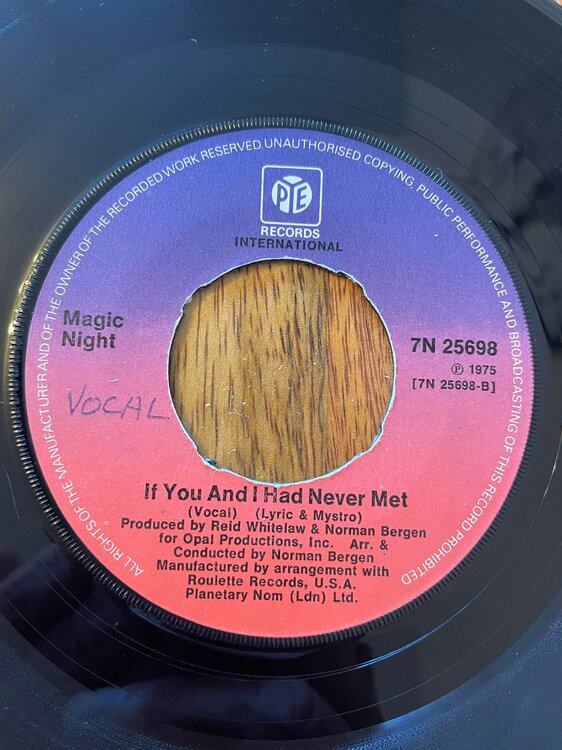 ALL RIGHTS OF THE MANUFACTURER AND OF THE OWNER OF THE RECORDED WORK RESERVED UNAUTHORISED COPYING PUBLIC PERFORMANCE AND BROADCASTING OF THIS RECORD PROHIBITED
PYE
RECORDS
INTERNATIONAL
Magic
Night
7N 25698
Ⓟ 1975
[7N 25698-B]
VOCAL
If You And I Had Never Met
(Vocal) (Lyric & Mystro)
Produced by Reid Whitelaw & Norman Bergen
for Opal Productions, Inc. Arr. &
Conducted by Norman Bergen
Manufactured by arrangement with
Roulette Records, U.S.A.
Planetary Nom (Ldn) Ltd.